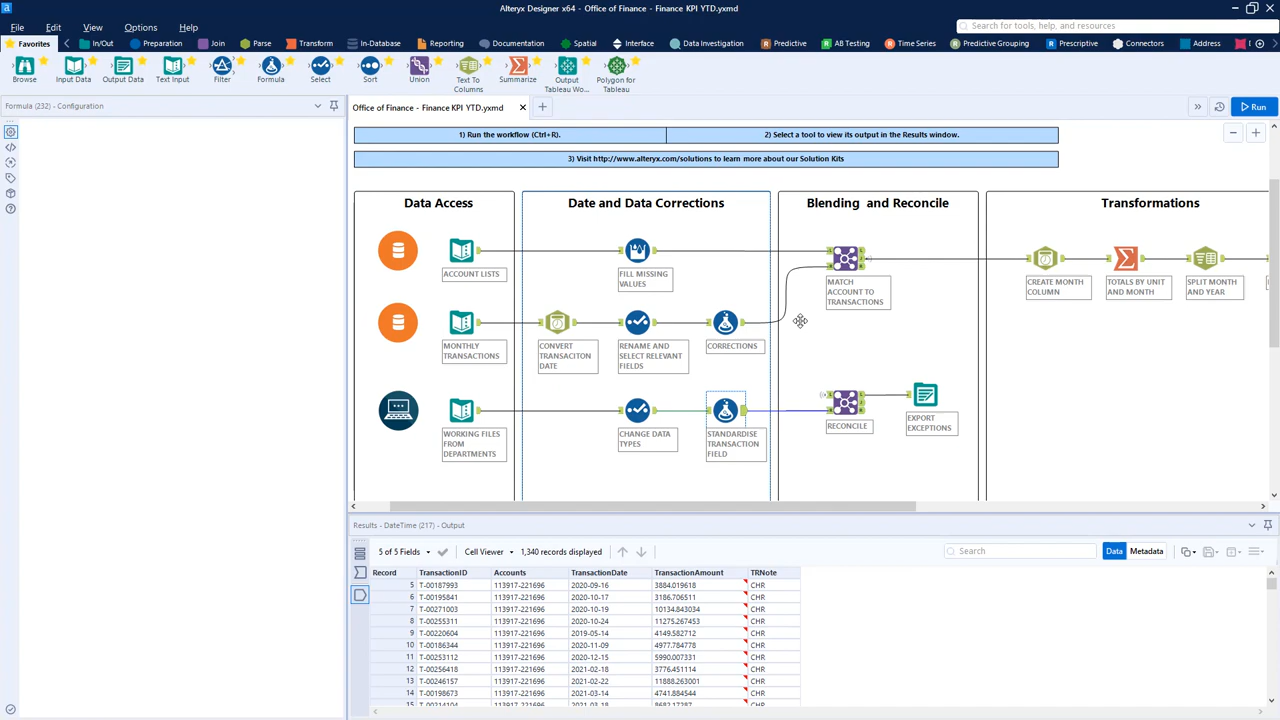 Alteryx Designer x64 - Office of Finance - Finance KPI YTD.yxmd
File Edit View Options Help
Search for tools, help, and resources
Favorites In/Out Preparation Join Parse Transform In-Database Reporting Documentation Spatial Interface Data Investigation Predictive AB Testing Time Series Predictive Grouping Prescriptive Connectors Address
Browse Input Data Output Data Text Input Filter Formula Select Sort Union Text To Columns Summarize Output Tableau Wo... Polygon for Tableau
Formula (232) - Configuration
Office of Finance - Finance KPI YTD.yxmd
Run
1) Run the workflow (Ctrl+R).
2) Select a tool to view its output in the Results window.
3) Visit http://www.alteryx.com/solutions to learn more about our Solution Kits
Data Access
Date and Data Corrections
Blending and Reconcile
Transformations
ACCOUNT LISTS
FILL MISSING
VALUES
MATCH
ACCOUNT TO
TRANSACTIONS
CREATE MONTH
COLUMN
TOTALS BY UNIT
AND MONTH
SPLIT MONTH
AND YEAR
MONTHLY
TRANSACTIONS
CONVERT
TRANSACITON
DATE
RENAME AND
SELECT RELEVANT
FIELDS
CORRECTIONS
WORKING FILES
FROM
DEPARTMENTS
CHANGE DATA
TYPES
STANDARDISE
TRANSACTION
FIELD
RECONCILE
EXPORT
EXCEPTIONS
Results - DateTime (217) - Output
5 of 5 Fields Cell Viewer 1,340 records displayed Search Data Metadata
Record TransactionID Accounts TransactionDate TransactionAmount TRNote
5 T-00187993 113917-221696 2020-09-16 3884.019618 CHR
6 T-00195841 113917-221696 2020-10-17 3186.706511 CHR
7 T-00271003 113917-221696 2020-10-19 10134.843034 CHR
8 T-00255311 113917-221696 2020-10-24 11275.267453 CHR
9 T-00220604 113917-221696 2019-05-14 4149.582712 CHR
10 T-00186344 113917-221696 2020-11-09 4977.784778 CHR
11 T-00253112 113917-221696 2020-12-15 5990.007331 CHR
12 T-00256418 113917-221696 2021-02-18 3776.451114 CHR
13 T-00246157 113917-221696 2021-02-22 11888.263001 CHR
14 T-00198673 113917-221696 2021-03-14 4741.884544 CHR